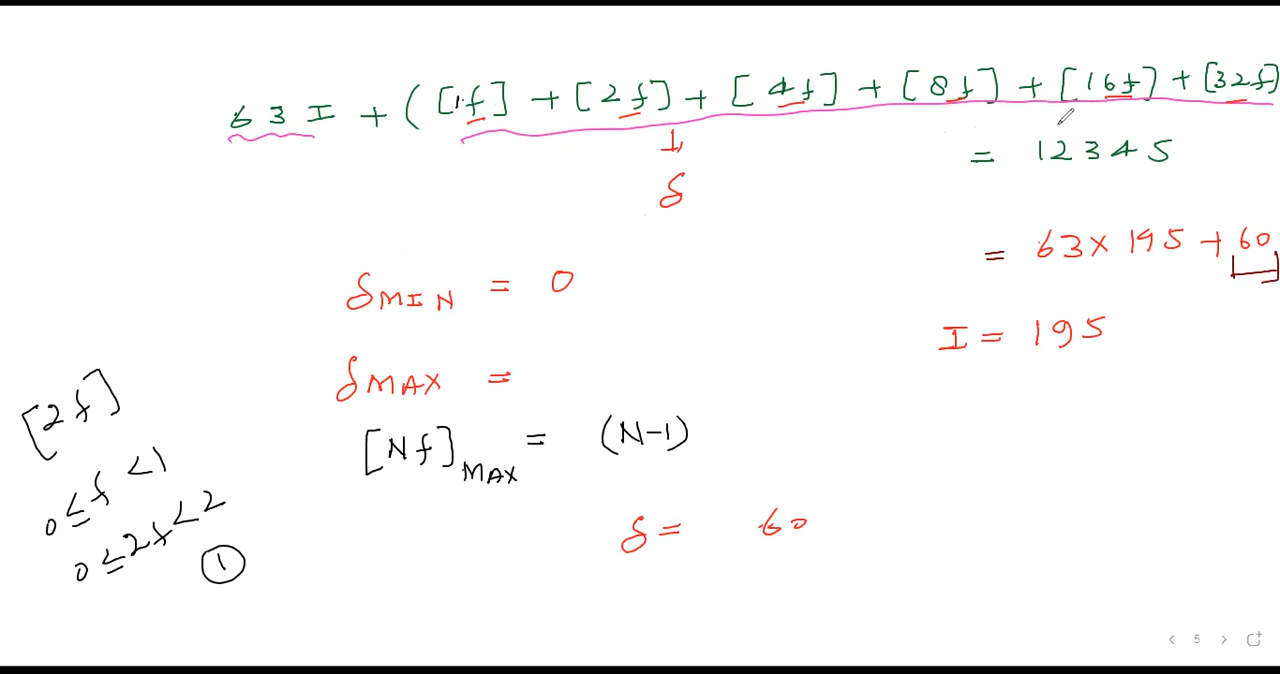 63I + ([1f] + [2f] + [4f] + [8f] + [16f] + [32f]
= 12345
↓
δ
= 63 × 195 + 60
δMIN = 0
I = 195
δMAX =
[2f]
[Nf]MAX = (N-1)
0 ≤ f < 1
0 ≤ 2f < 2
1
δ = 60
< 5 >